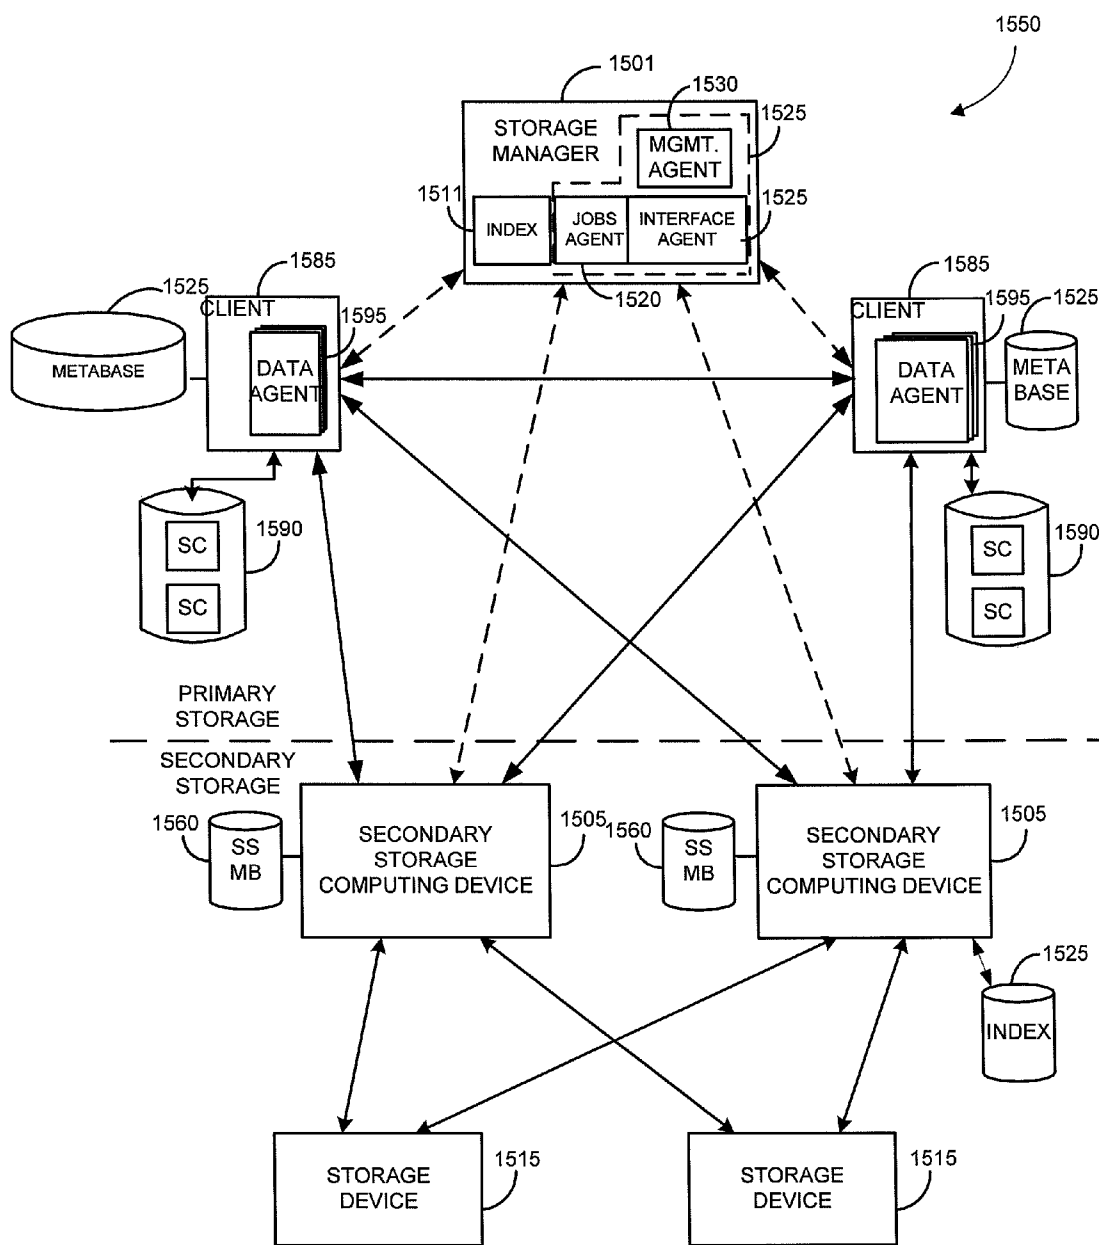 1550
1501
1530
1525
STORAGE
MANAGER
MGMT.
AGENT
1511
INDEX
JOBS
AGENT
INTERFACE
AGENT
1525
1520
1525
1585
CLIENT
1595
METABASE
DATA
AGENT
1585
CLIENT
1595
1525
DATA
AGENT
META
BASE
1590
SC
SC
1590
SC
SC
PRIMARY
STORAGE
SECONDARY
STORAGE
1560
SS
MB
SECONDARY
STORAGE
COMPUTING DEVICE
1505
1560
SS
MB
SECONDARY
STORAGE
COMPUTING DEVICE
1505
1525
INDEX
STORAGE
DEVICE
1515
STORAGE
DEVICE
1515